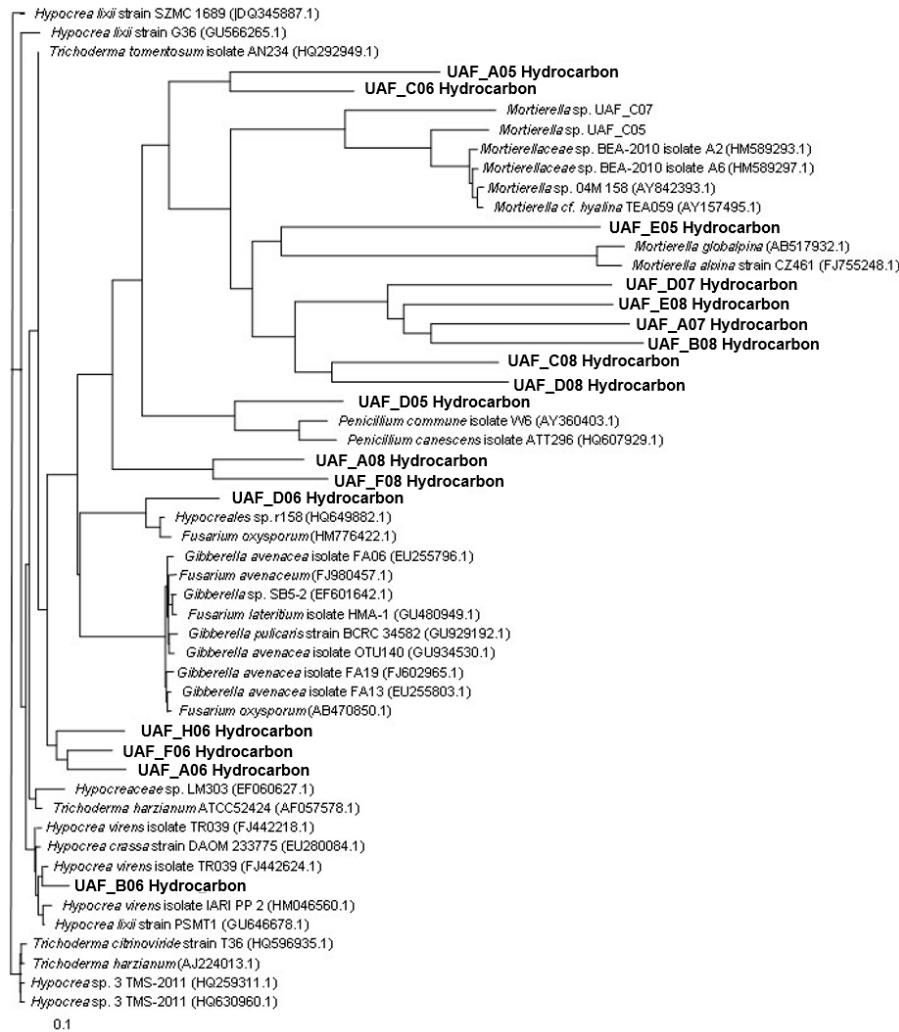 Hypocrea lixii strain SZMC 1689 (JDQ345887.1)
Hypocrea lixii strain G36 (GU566265.1)
Trichoderma tomentosum isolate AN234 (HQ292949.1)
UAF_A05 Hydrocarbon
UAF_C06 Hydrocarbon
Mortierella sp. UAF_C07
Mortierella sp. UAF_C05
Mortierellaceae sp. BEA-2010 isolate A2 (HM589293.1)
Mortierellaceae sp. BEA-2010 isolate A6 (HM589297.1)
Mortierella sp. 04M 158 (AY842393.1)
Mortierella cf. hyalina TEA059 (AY157495.1)
UAF_E05 Hydrocarbon
Mortierella globalpina (AB517932.1)
Mortierella alpina strain CZ461 (FJ755248.1)
UAF_D07 Hydrocarbon
UAF_E08 Hydrocarbon
UAF_A07 Hydrocarbon
UAF_B08 Hydrocarbon
UAF_C08 Hydrocarbon
UAF_D08 Hydrocarbon
UAF_D05 Hydrocarbon
Penicillium commune isolate W6 (AY360403.1)
Penicillium canescens isolate ATT296 (HQ607929.1)
UAF_A08 Hydrocarbon
UAF_F08 Hydrocarbon
UAF_D06 Hydrocarbon
Hypocreales sp. r158 (HQ649882.1)
Fusarium oxysporum (HM776422.1)
Gibberella avenacea isolate FA06 (EU255796.1)
Fusarium avenaceum (FJ980457.1)
Gibberella sp. SB5-2 (EF601642.1)
Fusarium lateritium isolate HMA-1 (GU480949.1)
Gibberella pulicaris strain BCRC 34582 (GU929192.1)
Gibberella avenacea isolate OTU140 (GU934530.1)
Gibberella avenacea isolate FA19 (FJ602965.1)
Gibberella avenacea isolate FA13 (EU255803.1)
Fusarium oxysporum (AB470850.1)
UAF_H06 Hydrocarbon
UAF_F06 Hydrocarbon
UAF_A06 Hydrocarbon
Hypocreaceae sp. LM303 (EF060627.1)
Trichoderma harzianum ATCC52424 (AF057578.1)
Hypocrea virens isolate TR039 (FJ442218.1)
Hypocrea crassa strain DAOM 233775 (EU280084.1)
Hypocrea virens isolate TR039 (FJ442624.1)
UAF_B06 Hydrocarbon
Hypocrea virens isolate IARI PP 2 (HM046560.1)
Hypocrea lixii strain PSMT1 (GU646678.1)
Trichoderma citrinoviride strain T36 (HQ596935.1)
Trichoderma harzianum (AJ224013.1)
Hypocrea sp. 3 TMS-2011 (HQ259311.1)
Hypocrea sp. 3 TMS-2011 (HQ630960.1)
0.1